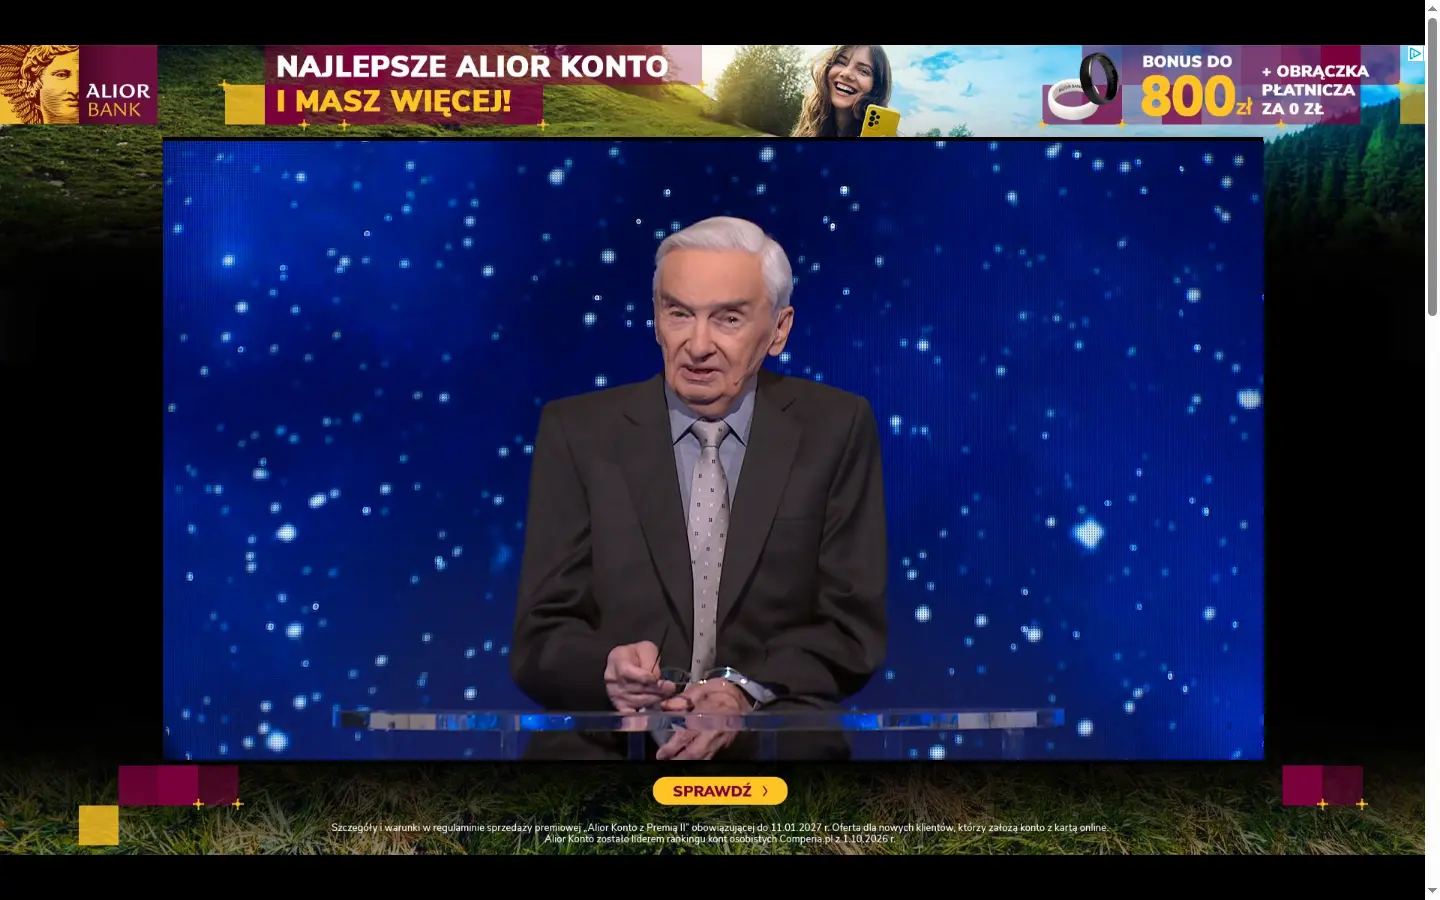 ALIOR
BANK
NAJLEPSZE ALIOR KONTO
I MASZ WIĘCEJ!
BONUS DO
800zł
+ OBRĄCZKA
PŁATNICZA
ZA 0 ZŁ
SPRAWDŹ
Szczegóły i warunki w regulaminie sprzedaży premiowej „Alior Konto z Premią II” obowiązującej do 11.01.2027 r. Oferta dla nowych klientów, którzy założą konto z kartą online.
Alior Konto zostało liderem rankingu kont osobistych Comperia.pl z 1.10.2026 r.